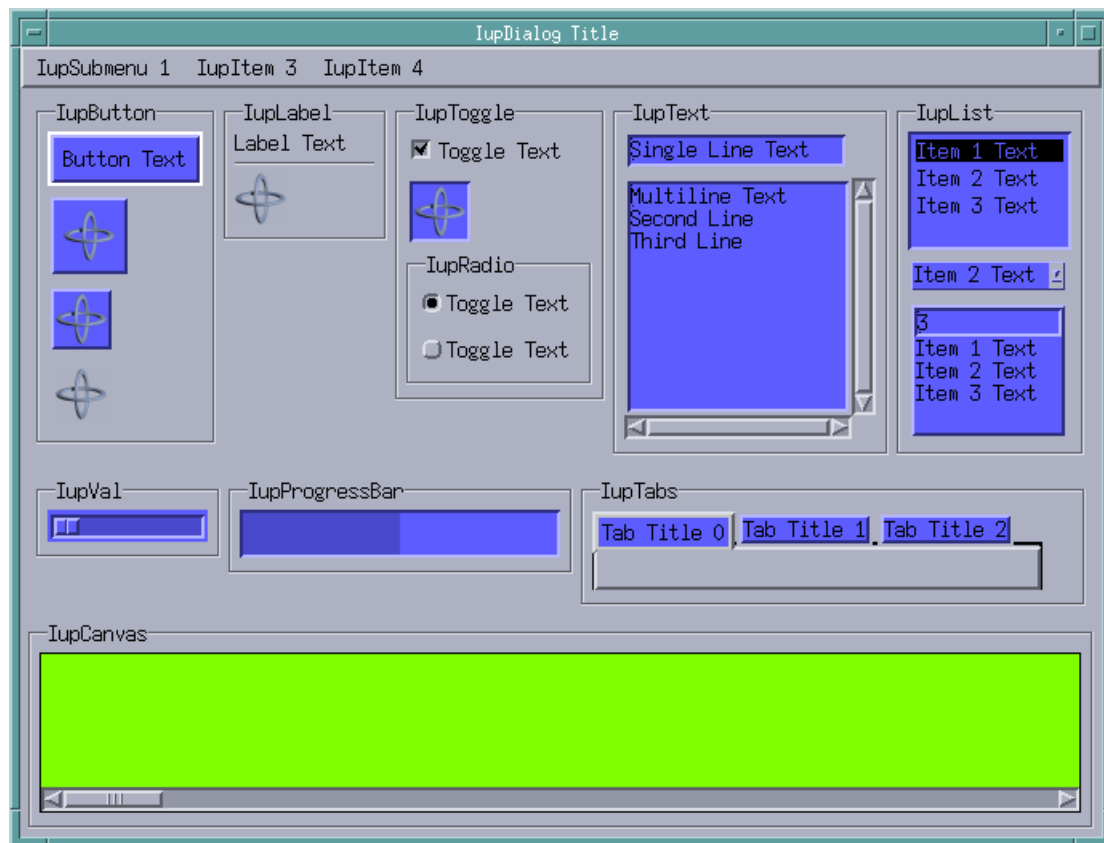 IupDialog Title
IupSubmenu 1 IupItem 3 IupItem 4
IupButton
Button Text
IupLabel
Label Text
IupToggle
Toggle Text
IupRadio
Toggle Text
Toggle Text
IupText
Single Line Text
Multiline Text
Second Line
Third Line
IupList
Item 1 Text
Item 2 Text
Item 3 Text
Item 2 Text
3
Item 1 Text
Item 2 Text
Item 3 Text
IupVal
IupProgressBar
IupTabs
Tab Title 0 Tab Title 1 Tab Title 2
IupCanvas